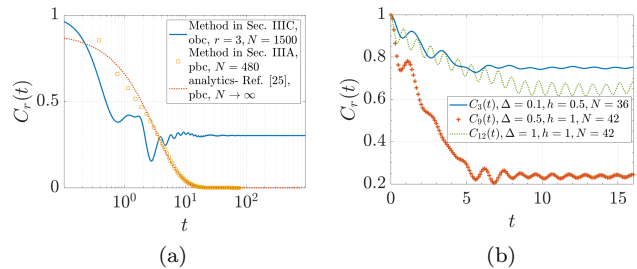 1
0.5
0
C_r(t)
10^0
10^1
10^2
t
Method in Sec. IIIC,
obc, r = 3, N = 1500
Method in Sec. IIIA,
pbc, N = 480
analytics- Ref. [25],
pbc, N → ∞
(a)
1
0.8
0.6
0.4
0.2
C_r(t)
0
5
10
15
t
C_3(t), Δ = 0.1, h = 0.5, N = 36
C_9(t), Δ = 0.5, h = 1, N = 42
C_12(t), Δ = 1, h = 1, N = 42
(b)